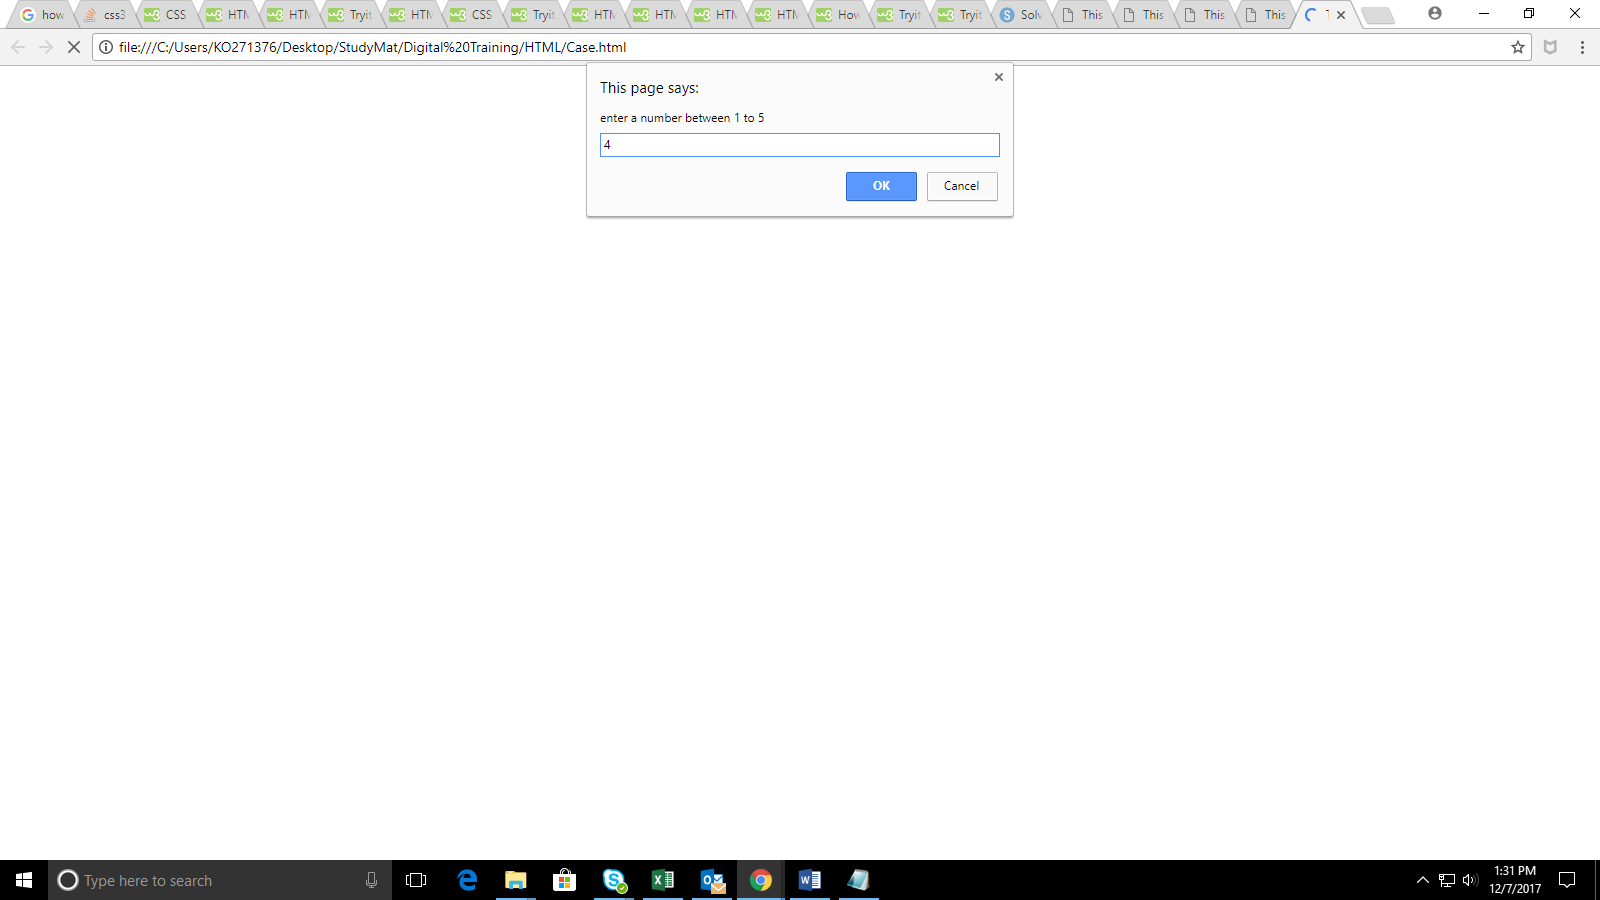 how
css3
CSS
HTM
HTM
Tryit
HTM
CSS
Tryit
HTM
HTM
HTM
HTM
How
Tryit
Tryit
Solv
This
This
This
This
T
file:///C:/Users/KO271376/Desktop/StudyMat/Digital%20Training/HTML/Case.html
This page says:
enter a number between 1 to 5
4
OK
Cancel
Type here to search
1:31 PM
12/7/2017